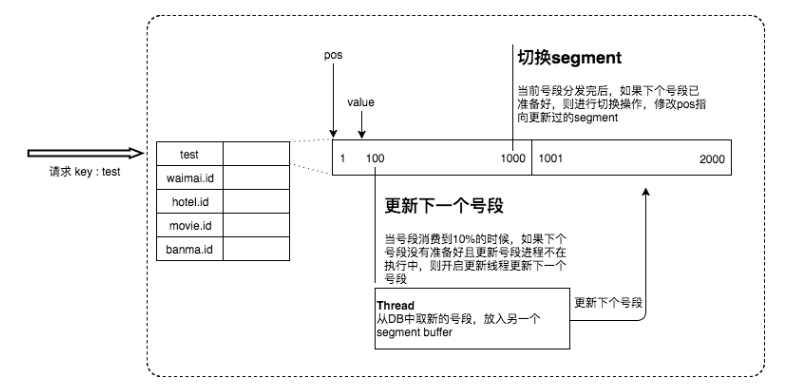 pos
切换segment
当前号段分发完后，如果下个号段已
准备好，则进行切换操作，修改pos指
向更新过的segment
value
请求 key : test
test
waimai.id
hotel.id
movie.id
banma.id
1
100
1000
1001
2000
更新下一个号段
当号段消费到10%的时候，如果下个
号段没有准备好且更新号段进程不在
执行中，则开启更新线程更新下一个
号段
Thread
从DB中取新的号段，放入另一个
segment buffer
更新下个号段